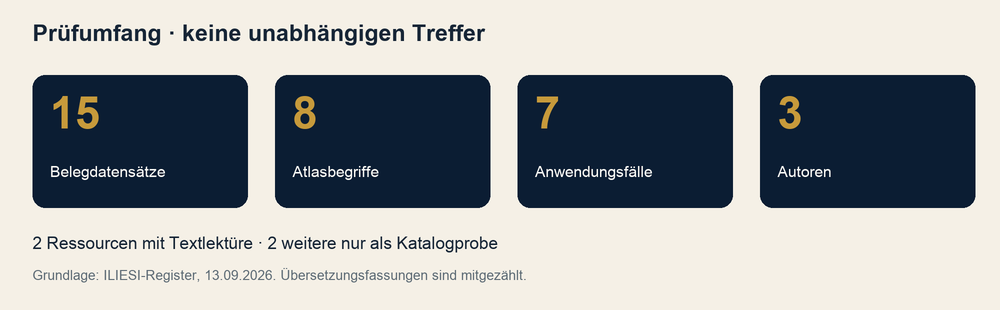 Prüfumfang · keine unabhängigen Treffer
15
Belegdatensätze
8
Atlasbegriffe
7
Anwendungsfälle
3
Autoren
2 Ressourcen mit Textlektüre · 2 weitere nur als Katalogprobe
Grundlage: ILIESI-Register, 13.09.2026. Übersetzungsfassungen sind mitgezählt.